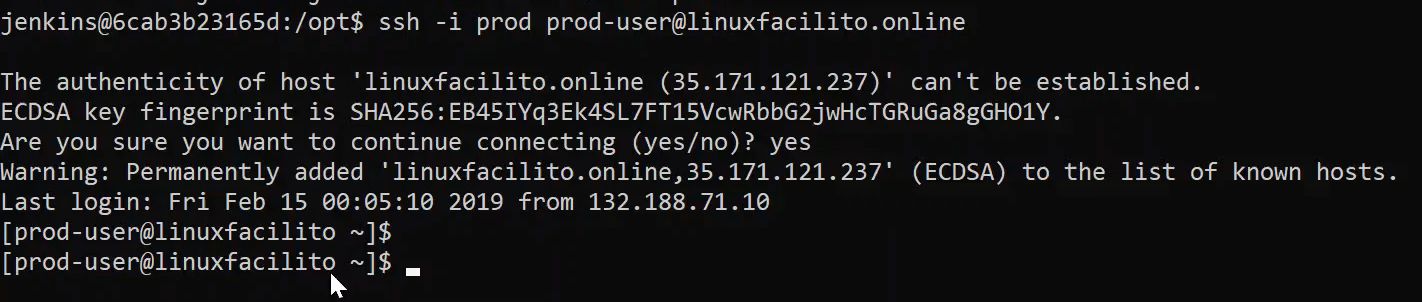 jenkins@6cab3b23165d:/opt$ ssh -i prod prod-user@linuxfacilito.online
The authenticity of host 'linuxfacilito.online (35.171.121.237)' can't be established.
ECDSA key fingerprint is SHA256:EB45IYq3Ek4SL7FT15VcwRbbG2jwHcTGRuGa8gGHO1Y.
Are you sure you want to continue connecting (yes/no)? yes
Warning: Permanently added 'linuxfacilito.online,35.171.121.237' (ECDSA) to the list of known hosts.
Last login: Fri Feb 15 00:05:10 2019 from 132.188.71.10
[prod-user@linuxfacilito ~]$
[prod-user@linuxfacilito ~]$